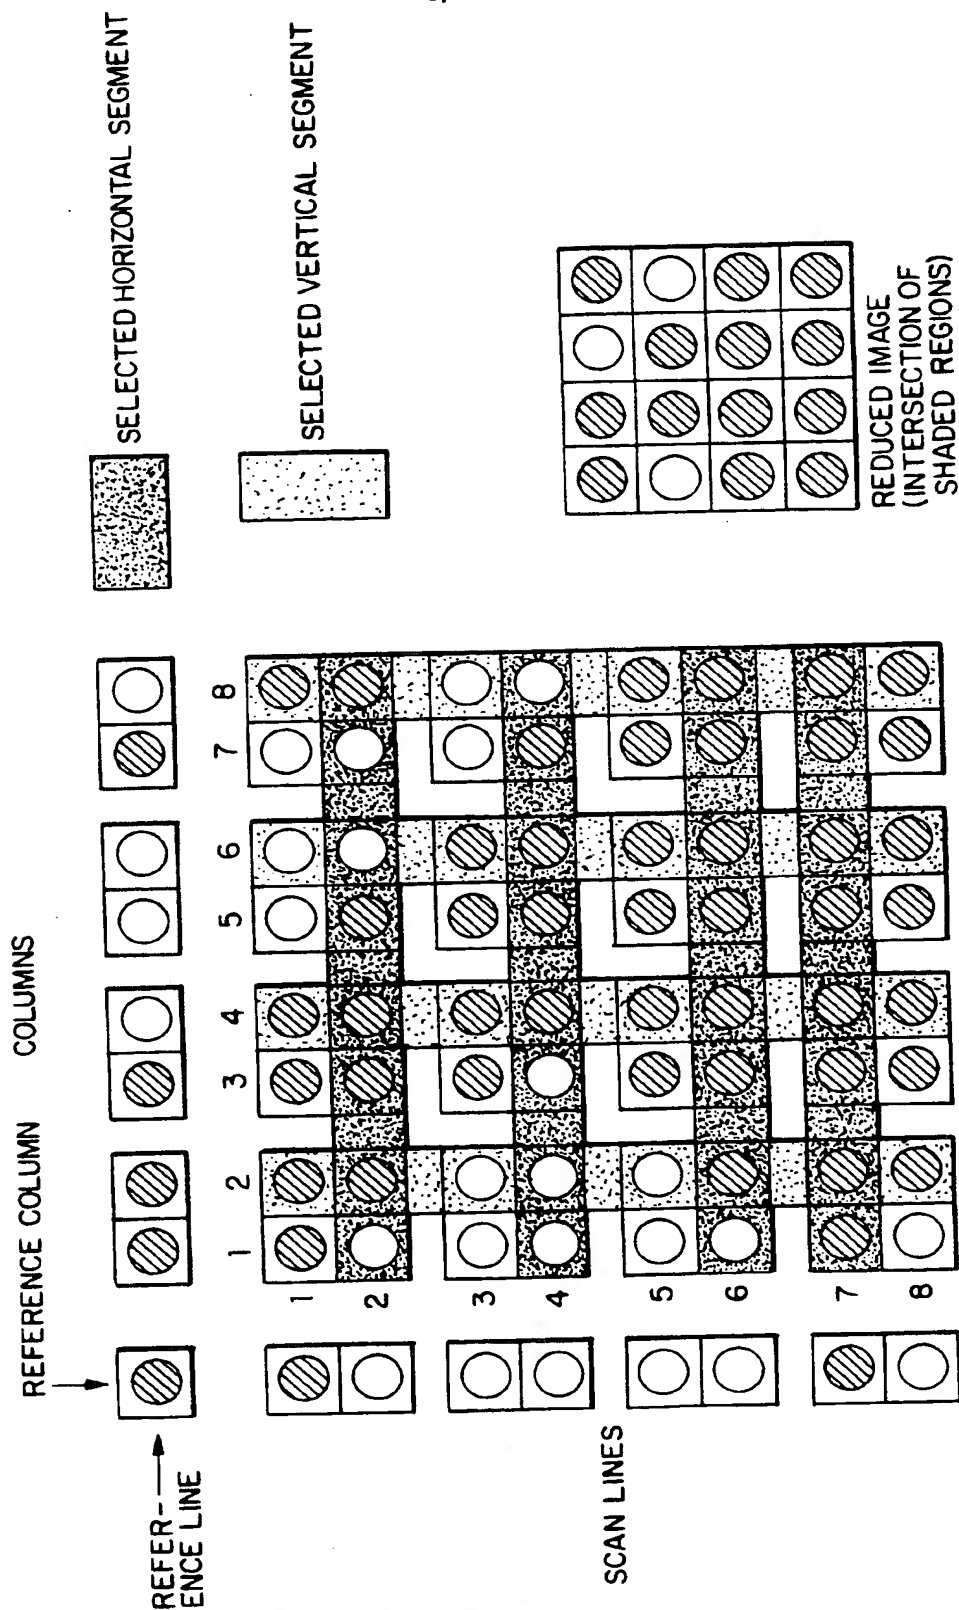 REFERENCE COLUMN
COLUMNS
REFER-
ENCE LINE
1 2 3 4 5 6 7 8
1
2
3
4
5
6
7
8
SCAN LINES
SELECTED HORIZONTAL SEGMENT
SELECTED VERTICAL SEGMENT
REDUCED IMAGE
(INTERSECTION OF
SHADED REGIONS)